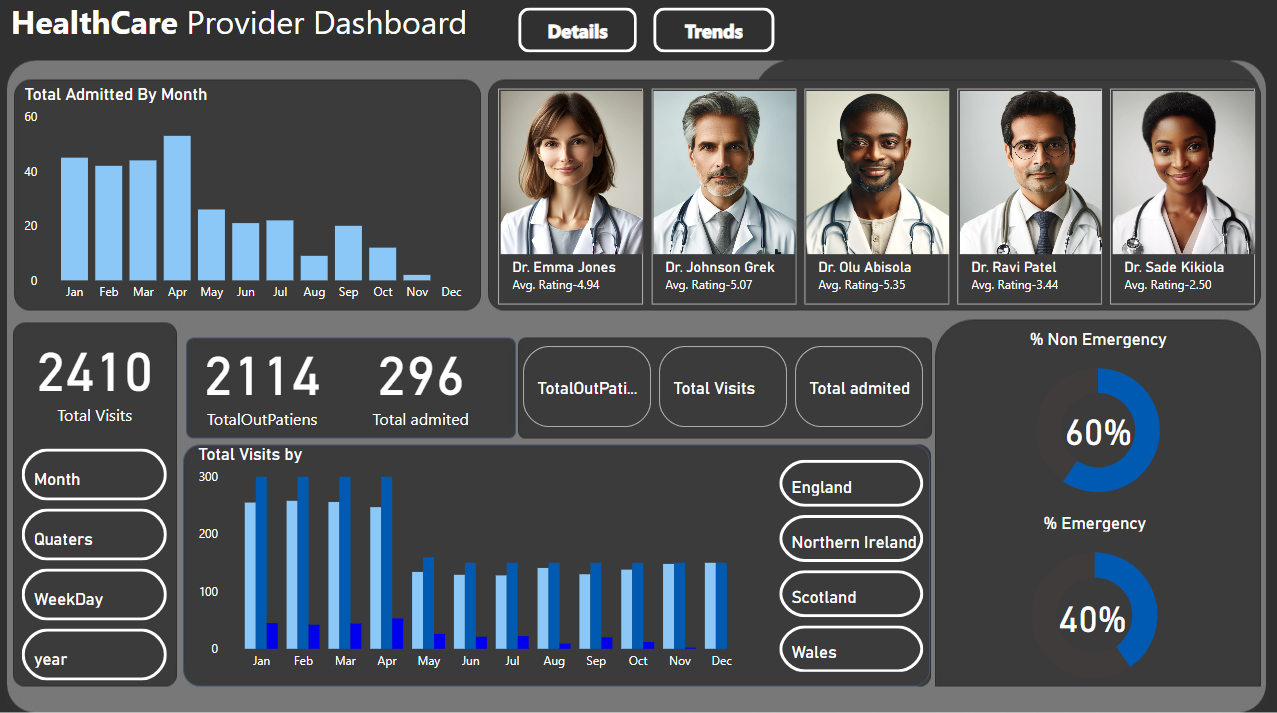 HealthCare Provider Dashboard
Details
Trends
Total Admitted By Month
60
40
20
0
Jan Feb Mar Apr May Jun Jul Aug Sep Oct Nov Dec
Dr. Emma Jones
Avg. Rating-4.94
Dr. Johnson Grek
Avg. Rating-5.07
Dr. Olu Abisola
Avg. Rating-5.35
Dr. Ravi Patel
Avg. Rating-3.44
Dr. Sade Kikiola
Avg. Rating-2.50
2410
Total Visits
Month
Quaters
WeekDay
year
2114
TotalOutPatiens
296
Total admited
TotalOutPati...
Total Visits
Total admited
Total Visits by
300
200
100
0
Jan Feb Mar Apr May Jun Jul Aug Sep Oct Nov Dec
England
Northern Ireland
Scotland
Wales
% Non Emergency
60%
% Emergency
40%